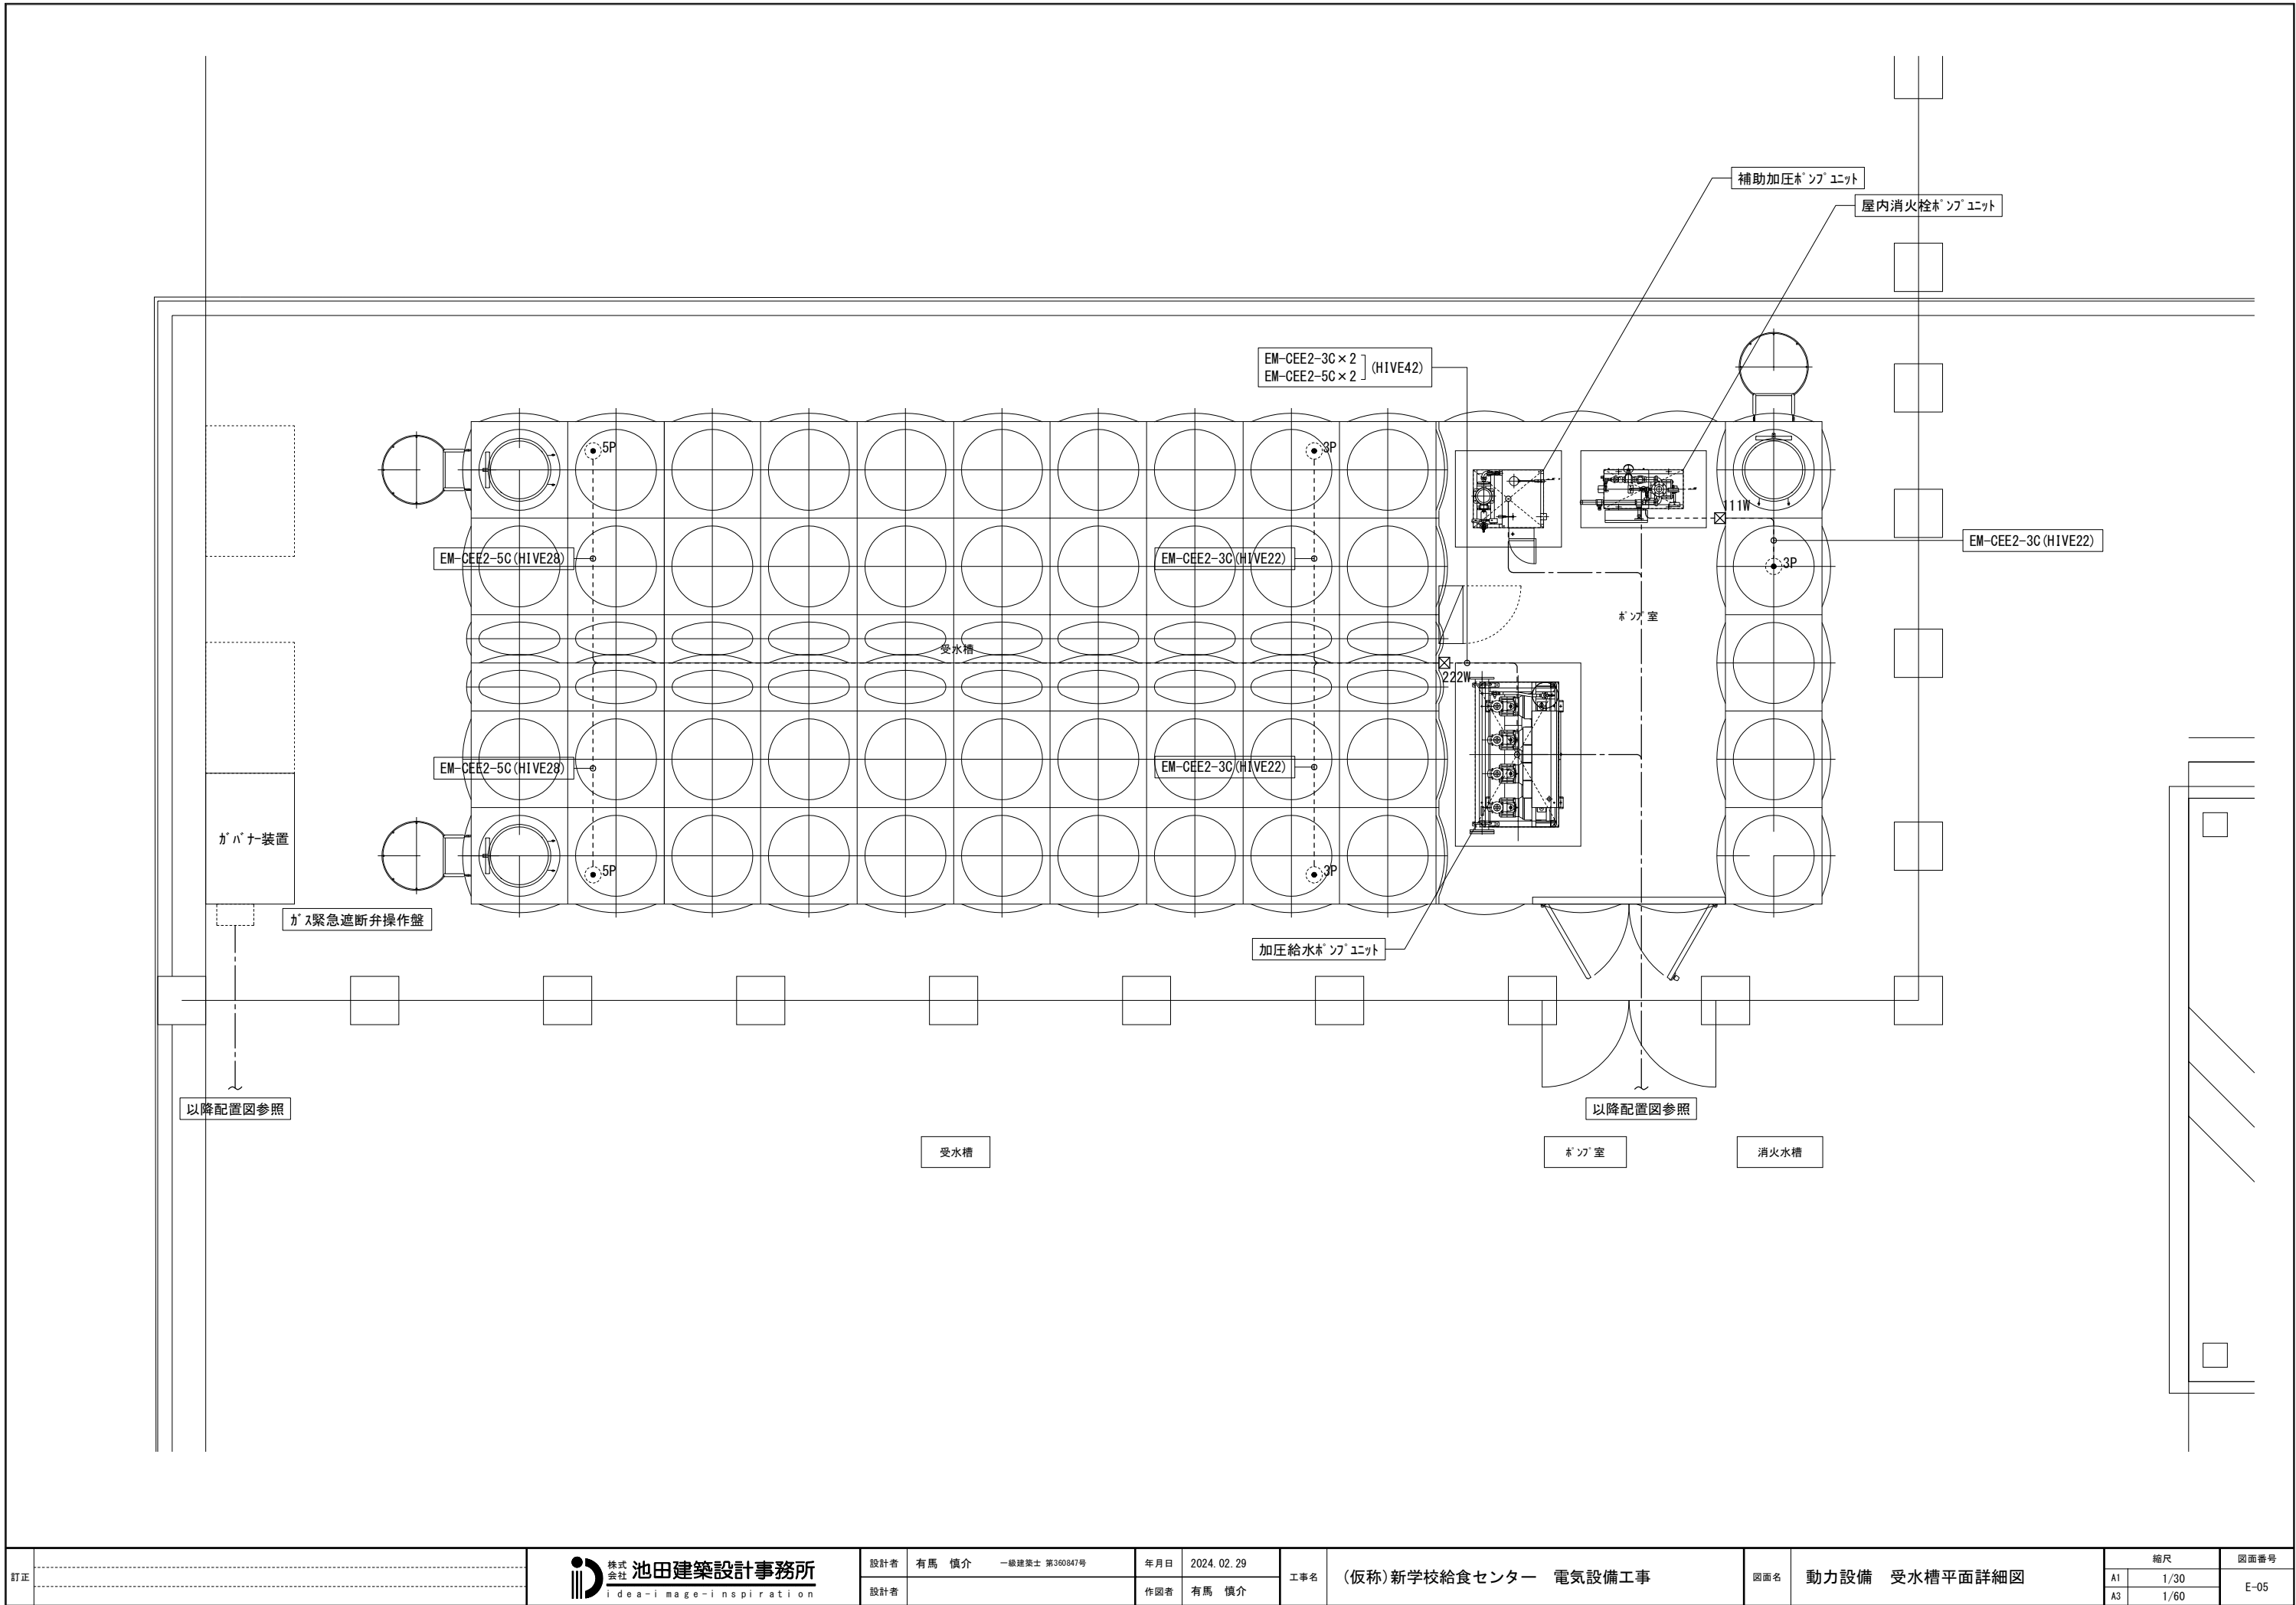 補助加圧ﾎﾟﾝﾌﾟﾕﾆｯﾄ
屋内消火栓ﾎﾟﾝﾌﾟﾕﾆｯﾄ
EM-CEE2-3C×2
EM-CEE2-5C×2
(HIVE42)
5P
3P
111W
EM-CEE2-5C(HIVE28)
EM-CEE2-3C(HIVE22)
EM-CEE2-3C(HIVE22)
3P
ﾎﾟﾝﾌﾟ室
受水槽
222W
EM-CEE2-5C(HIVE28)
EM-CEE2-3C(HIVE22)
ｶﾞﾊﾞﾅｰ装置
5P
3P
ｶﾞｽ緊急遮断弁操作盤
加圧給水ﾎﾟﾝﾌﾟﾕﾆｯﾄ
以降配置図参照
以降配置図参照
受水槽
ﾎﾟﾝﾌﾟ室
消火水槽
訂正
株式会社 池田建築設計事務所
idea-image-inspiration
設計者 有馬 慎介 一級建築士 第360847号
設計者
年月日 2024.02.29
作図者 有馬 慎介
工事名 (仮称)新学校給食センター 電気設備工事
図面名 動力設備 受水槽平面詳細図
縮尺
A1 1/30
A3 1/60
図面番号
E-05